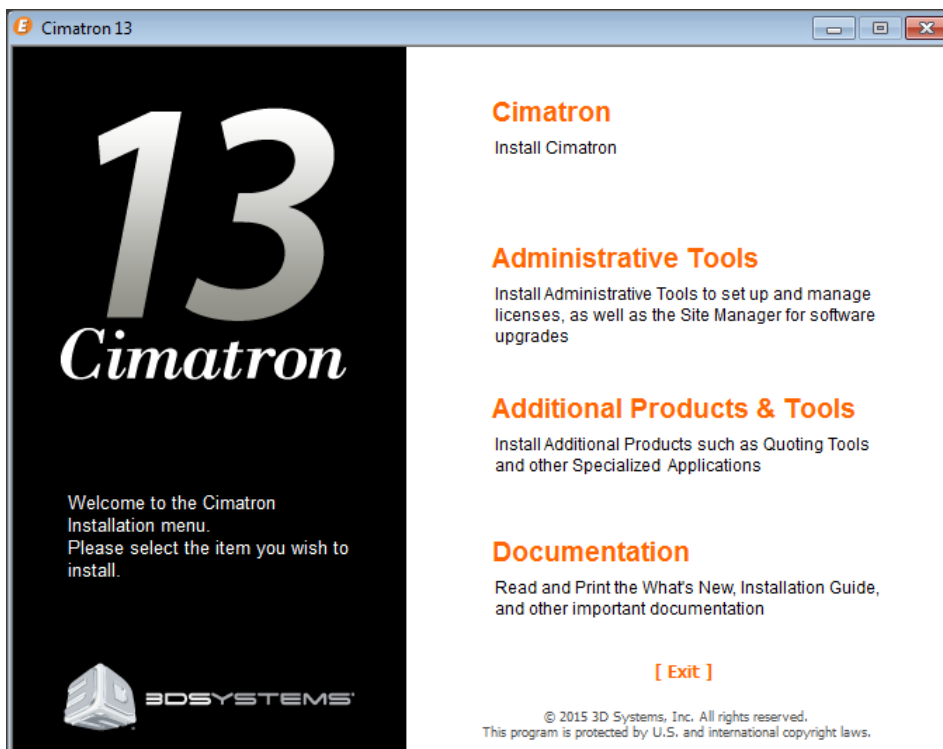 Cimatron 13
13
Cimatron
Welcome to the Cimatron
Installation menu.
Please select the item you wish to
install.
3DSYSTEMS
Cimatron
Install Cimatron
Administrative Tools
Install Administrative Tools to set up and manage
licenses, as well as the Site Manager for software
upgrades
Additional Products & Tools
Install Additional Products such as Quoting Tools
and other Specialized Applications
Documentation
Read and Print the What's New, Installation Guide,
and other important documentation
[ Exit ]
© 2015 3D Systems, Inc. All rights reserved.
This program is protected by U.S. and international copyright laws.